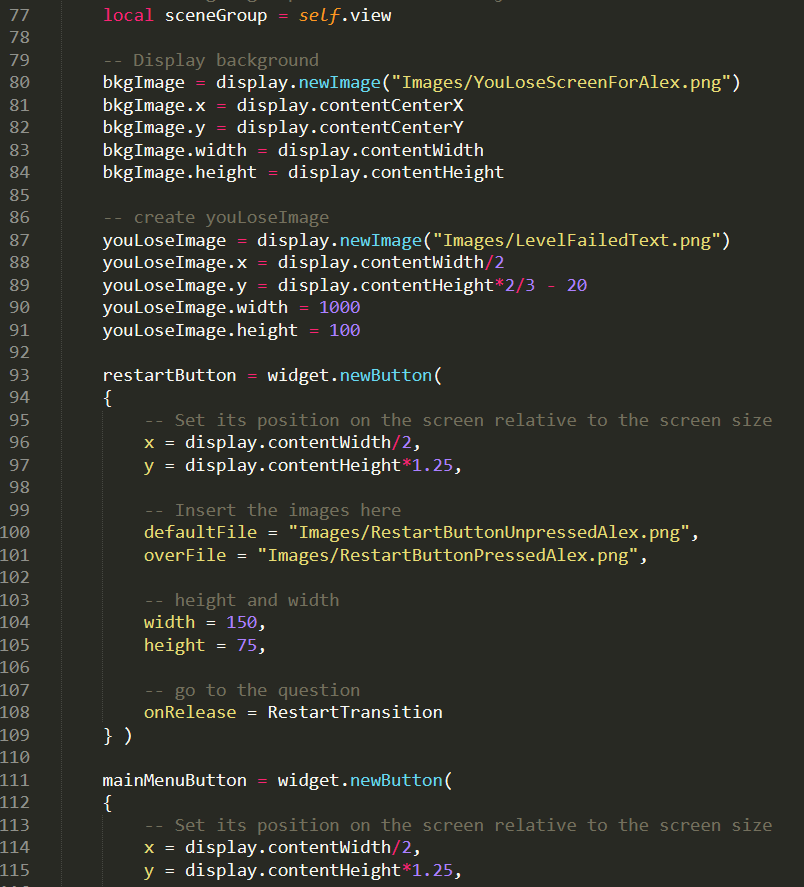 77 local sceneGroup = self.view
78
79 -- Display background
80 bkgImage = display.newImage("Images/YouLoseScreenForAlex.png")
81 bkgImage.x = display.contentCenterX
82 bkgImage.y = display.contentCenterY
83 bkgImage.width = display.contentWidth
84 bkgImage.height = display.contentHeight
85
86 -- create youLoseImage
87 youLoseImage = display.newImage("Images/LevelFailedText.png")
88 youLoseImage.x = display.contentWidth/2
89 youLoseImage.y = display.contentHeight*2/3 - 20
90 youLoseImage.width = 1000
91 youLoseImage.height = 100
92
93 restartButton = widget.newButton(
94 {
95 -- Set its position on the screen relative to the screen size
96 x = display.contentWidth/2,
97 y = display.contentHeight*1.25,
98
99 -- Insert the images here
100 defaultFile = "Images/RestartButtonUnpressedAlex.png",
101 overFile = "Images/RestartButtonPressedAlex.png",
102
103 -- height and width
104 width = 150,
105 height = 75,
106
107 -- go to the question
108 onRelease = RestartTransition
109 } )
110
111 mainMenuButton = widget.newButton(
112 {
113 -- Set its position on the screen relative to the screen size
114 x = display.contentWidth/2,
115 y = display.contentHeight*1.25,